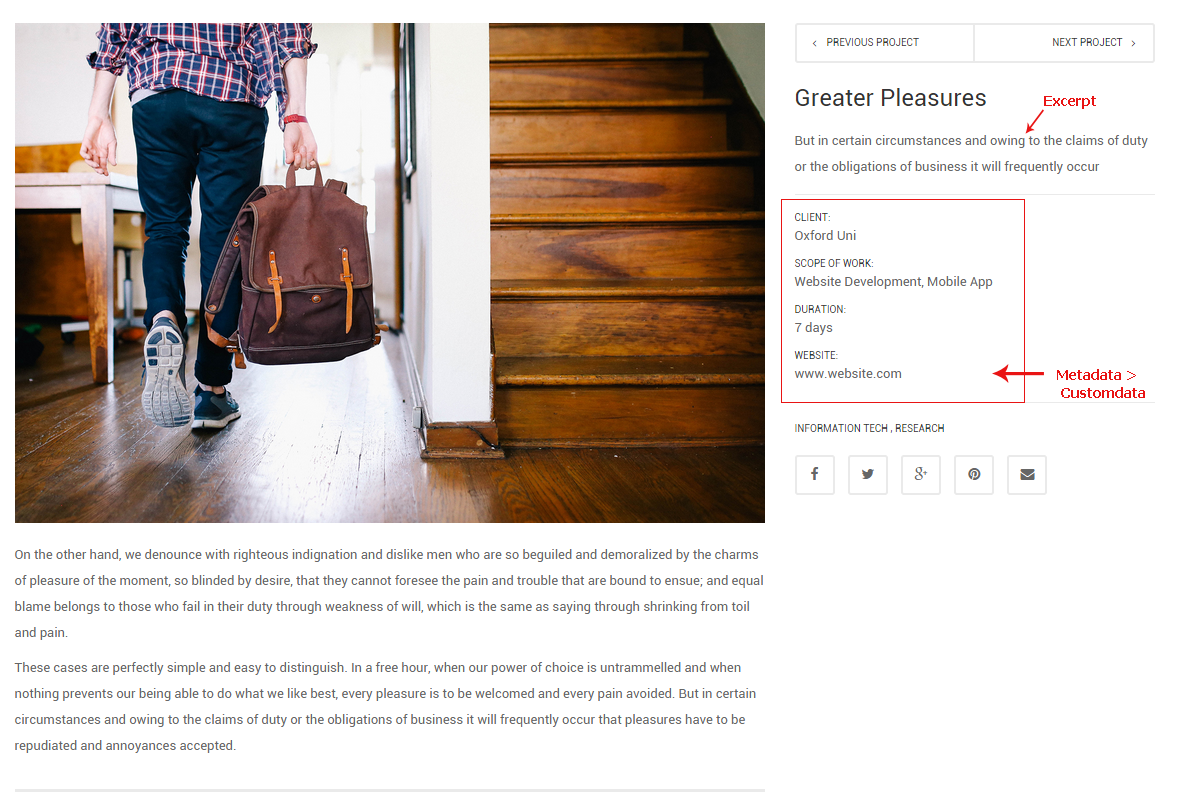 PREVIOUS PROJECT
NEXT PROJECT
Greater Pleasures
Excerpt
But in certain circumstances and owing to the claims of duty
or the obligations of business it will frequently occur
CLIENT:
Oxford Uni
SCOPE OF WORK:
Website Development, Mobile App
DURATION:
7 days
WEBSITE:
www.website.com
Metadata >
Customdata
INFORMATION TECH , RESEARCH
On the other hand, we denounce with righteous indignation and dislike men who are so beguiled and demoralized by the charms
of pleasure of the moment, so blinded by desire, that they cannot foresee the pain and trouble that are bound to ensue; and equal
blame belongs to those who fail in their duty through weakness of will, which is the same as saying through shrinking from toil
and pain.
These cases are perfectly simple and easy to distinguish. In a free hour, when our power of choice is untrammelled and when
nothing prevents our being able to do what we like best, every pleasure is to be welcomed and every pain avoided. But in certain
circumstances and owing to the claims of duty or the obligations of business it will frequently occur that pleasures have to be
repudiated and annoyances accepted.